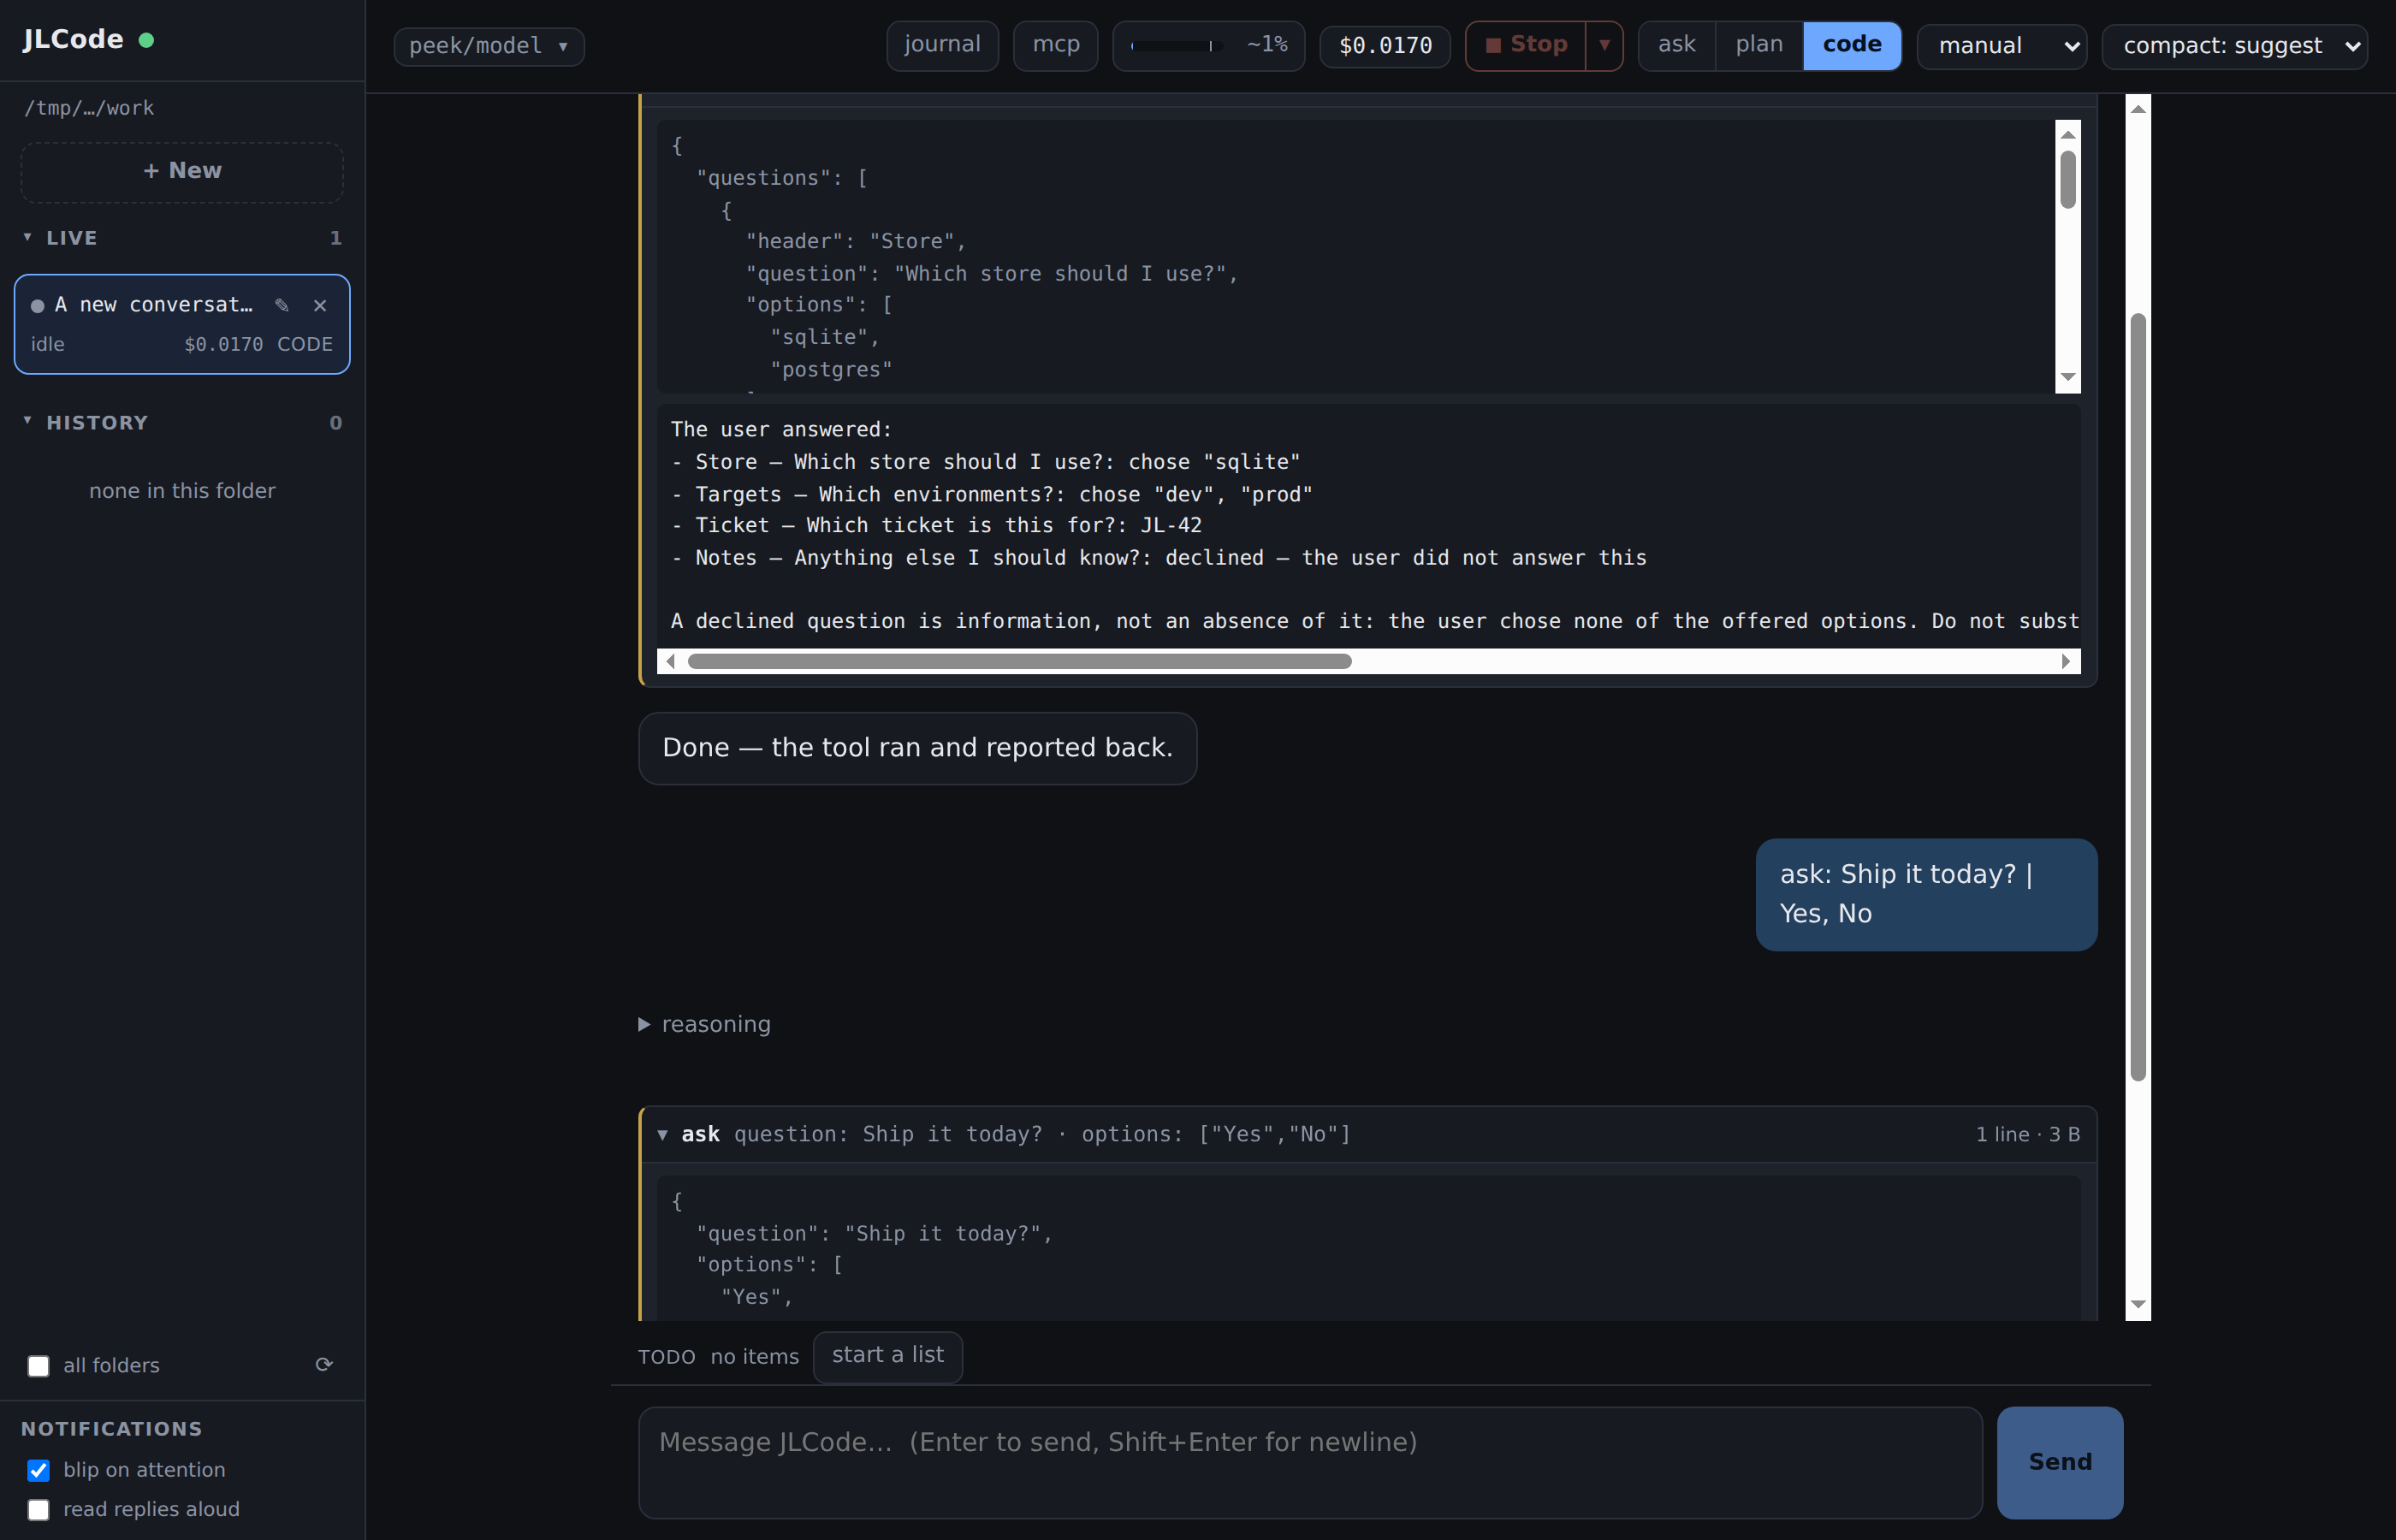 JLCode
/tmp/…/work
+ New
LIVE 1
A new conversat…
idle $0.0170 CODE
HISTORY 0
none in this folder
all folders
NOTIFICATIONS
blip on attention
read replies aloud
peek/model
journal
mcp
~1%
$0.0170
Stop
ask
plan
code
manual
compact: suggest
{
"questions": [
{
"header": "Store",
"question": "Which store should I use?",
"options": [
"sqlite",
"postgres"
The user answered:
- Store — Which store should I use?: chose "sqlite"
- Targets — Which environments?: chose "dev", "prod"
- Ticket — Which ticket is this for?: JL-42
- Notes — Anything else I should know?: declined — the user did not answer this
A declined question is information, not an absence of it: the user chose none of the offered options. Do not subst
Done — the tool ran and reported back.
ask: Ship it today? |
Yes, No
reasoning
ask question: Ship it today? · options: ["Yes","No"] 1 line · 3 B
{
"question": "Ship it today?",
"options": [
"Yes",
TODO no items start a list
Message JLCode… (Enter to send, Shift+Enter for newline)
Send